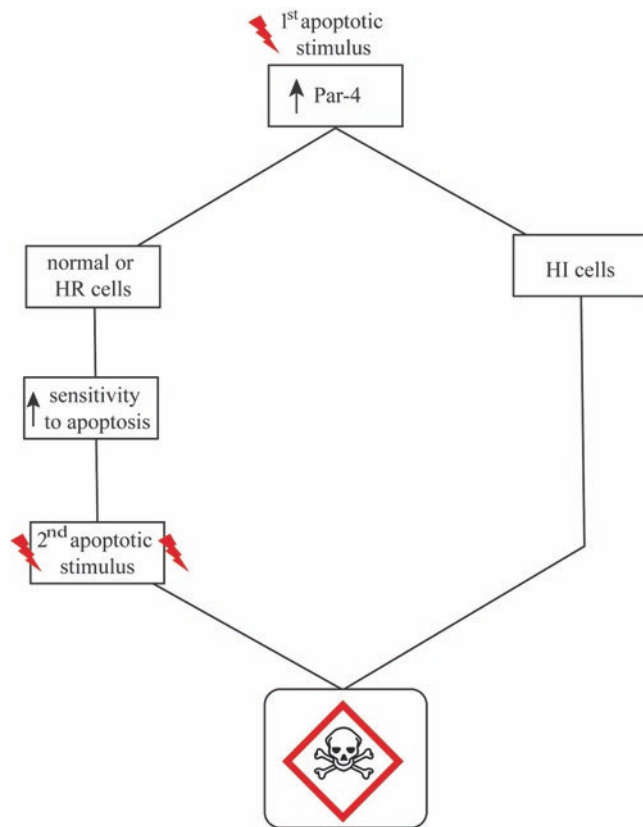 1st apoptotic
stimulus
↑ Par-4
normal or
HR cells
HI cells
↑ sensitivity
to apoptosis
2nd apoptotic
stimulus